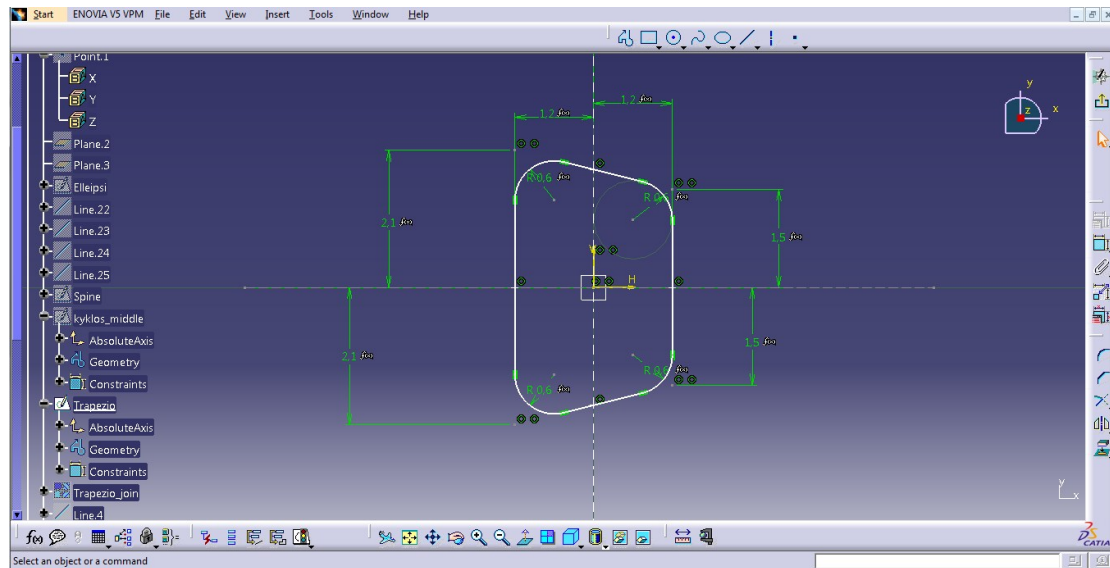 Start ENOVIA V5 VPM File Edit View Insert Tools Window Help
Point.1
X
Y
Z
Plane.2
Plane.3
Elleipsi
Line.22
Line.23
Line.24
Line.25
Spine
kyklos_middle
AbsoluteAxis
Geometry
Constraints
Trapezio
AbsoluteAxis
Geometry
Constraints
Trapezio_join
Line.4
1,2 f(x) 1,2 f(x)
R 0,6 f(x) R 0,6 f(x)
2,1 f(x) 1,5 f(x)
V
H
2,1 f(x) 1,5 f(x)
R 0,6 f(x) R 0,6 f(x)
y
z x
y
x
f(x)
CATIA
Select an object or a command